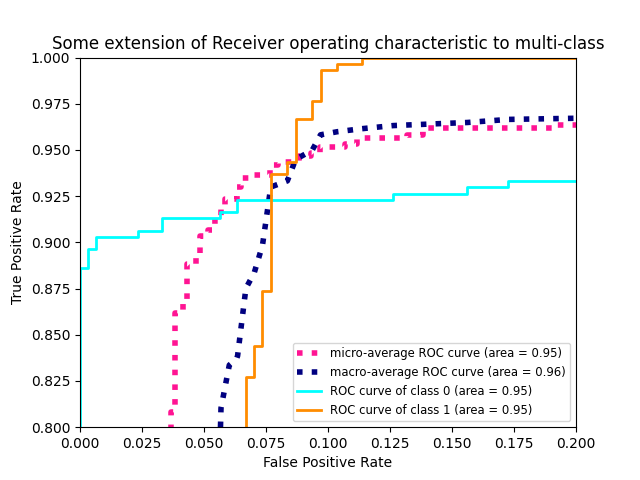 Some extension of Receiver operating characteristic to multi-class
1.000
0.975
0.950
0.925
0.900
0.875
0.850
0.825
0.800
True Positive Rate
micro-average ROC curve (area = 0.95)
macro-average ROC curve (area = 0.96)
ROC curve of class 0 (area = 0.95)
ROC curve of class 1 (area = 0.95)
0.000 0.025 0.050 0.075 0.100 0.125 0.150 0.175 0.200
False Positive Rate